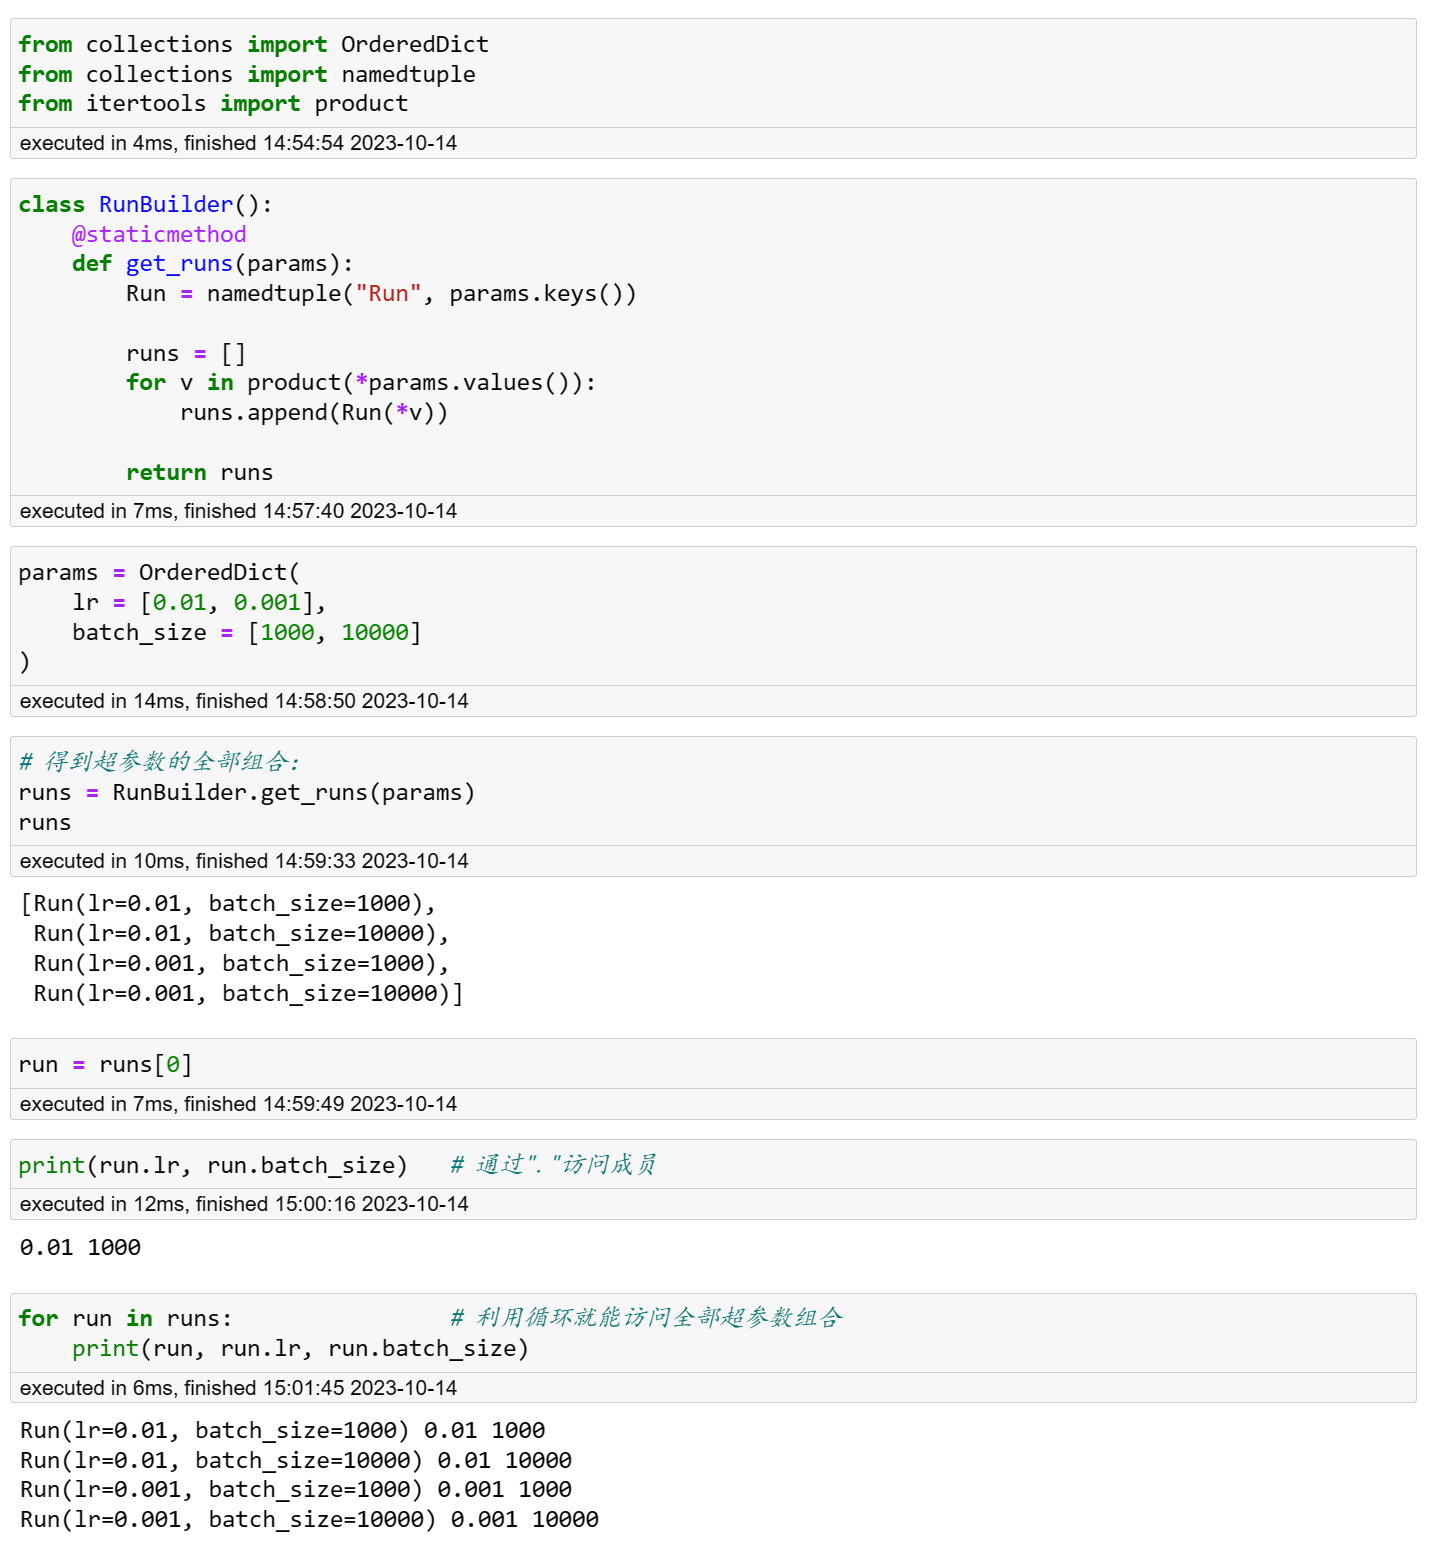 from collections import OrderedDict
from collections import namedtuple
from itertools import product
executed in 4ms, finished 14:54:54 2023-10-14
class RunBuilder():
    @staticmethod
    def get_runs(params):
        Run = namedtuple("Run", params.keys())
        runs = []
        for v in product(*params.values()):
            runs.append(Run(*v))
        return runs
executed in 7ms, finished 14:57:40 2023-10-14
params = OrderedDict(
    lr = [0.01, 0.001],
    batch_size = [1000, 10000]
)
executed in 14ms, finished 14:58:50 2023-10-14
# 得到超参数的全部组合：
runs = RunBuilder.get_runs(params)
runs
executed in 10ms, finished 14:59:33 2023-10-14
[Run(lr=0.01, batch_size=1000),
 Run(lr=0.01, batch_size=10000),
 Run(lr=0.001, batch_size=1000),
 Run(lr=0.001, batch_size=10000)]
run = runs[0]
executed in 7ms, finished 14:59:49 2023-10-14
print(run.lr, run.batch_size)   # 通过"."访问成员
executed in 12ms, finished 15:00:16 2023-10-14
0.01 1000
for run in runs:                # 利用循环就能访问全部超参数组合
    print(run, run.lr, run.batch_size)
executed in 6ms, finished 15:01:45 2023-10-14
Run(lr=0.01, batch_size=1000) 0.01 1000
Run(lr=0.01, batch_size=10000) 0.01 10000
Run(lr=0.001, batch_size=1000) 0.001 1000
Run(lr=0.001, batch_size=10000) 0.001 10000